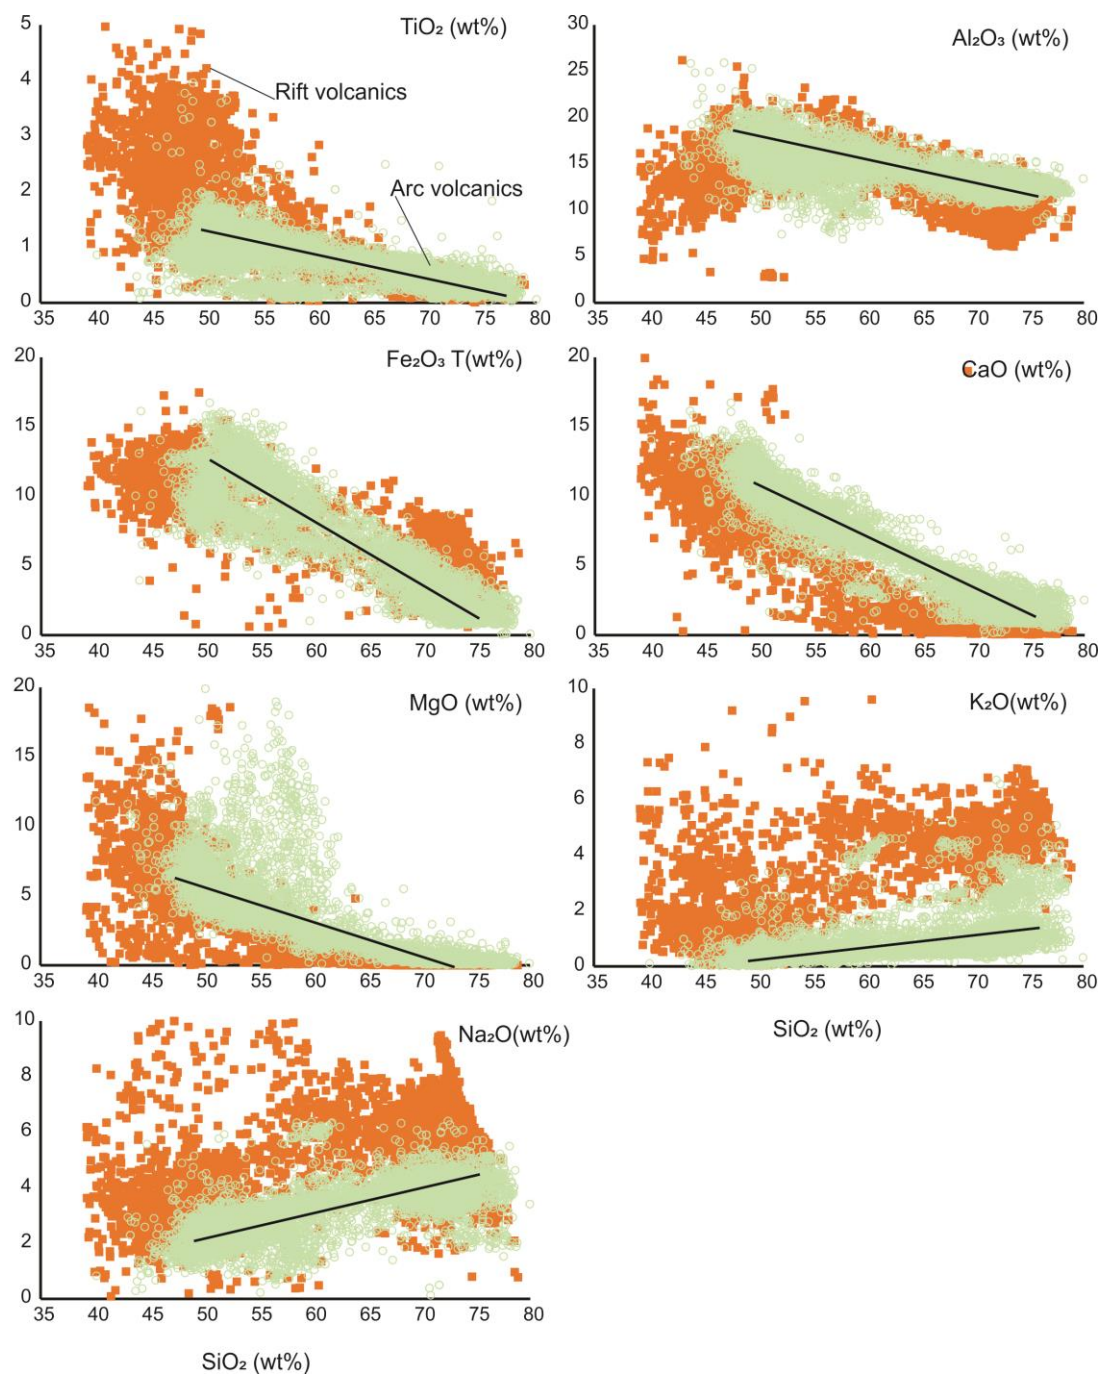 TiO₂ (wt%)
5
4
3
2
1
0
Rift volcanics
Arc volcanics
35 40 45 50 55 60 65 70 75 80
Al₂O₃ (wt%)
30
25
20
15
10
5
0
35 40 45 50 55 60 65 70 75 80
Fe₂O₃ T(wt%)
20
15
10
5
0
35 40 45 50 55 60 65 70 75 80
CaO (wt%)
20
15
10
5
0
35 40 45 50 55 60 65 70 75 80
MgO (wt%)
20
15
10
5
0
35 40 45 50 55 60 65 70 75 80
K₂O(wt%)
10
8
6
4
2
0
35 40 45 50 55 60 65 70 75 80
SiO₂ (wt%)
Na₂O(wt%)
10
8
6
4
2
0
35 40 45 50 55 60 65 70 75 80
SiO₂ (wt%)